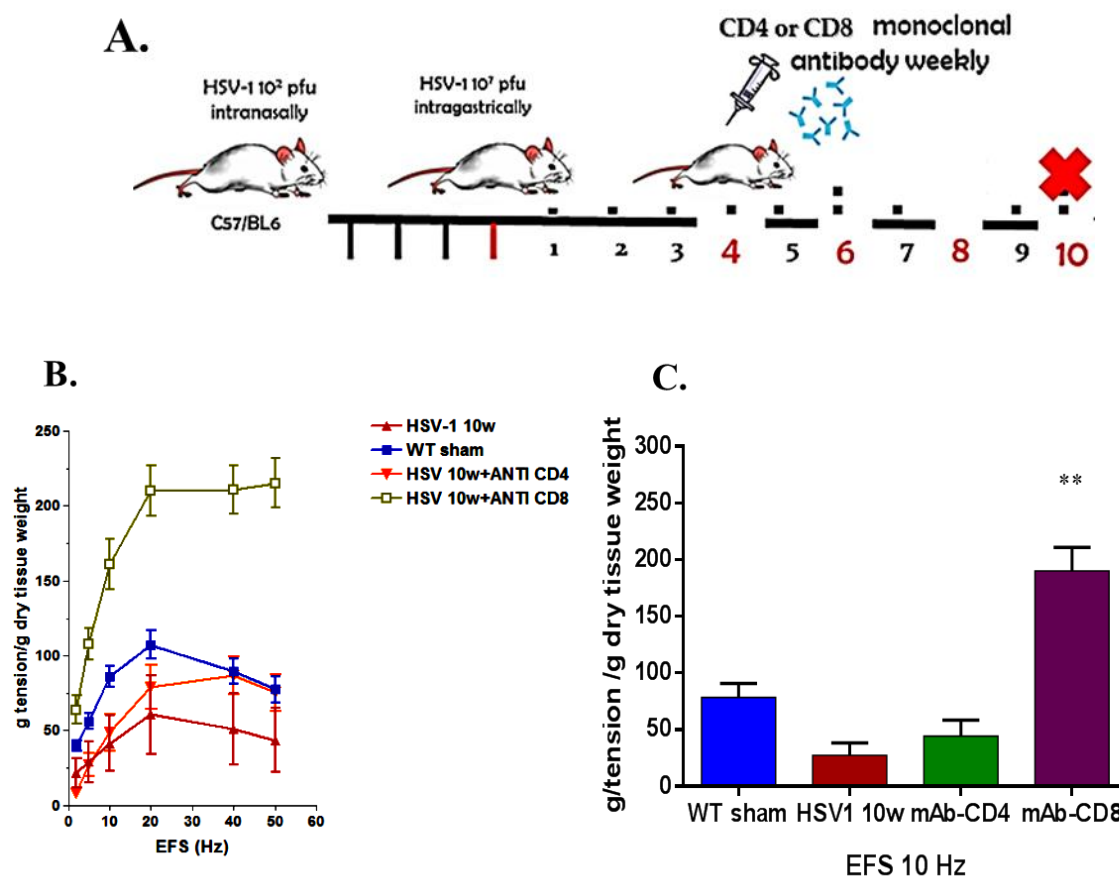 A.
HSV-1 10² pfu
intranasally
HSV-1 10⁷ pfu
intragastrically
CD4 or CD8 monoclonal
antibody weekly
C57/BL6
1 2 3 4 5 6 7 8 9 10
B.
HSV-1 10w
WT sham
HSV 10w+ANTI CD4
HSV 10w+ANTI CD8
g tension/g dry tissue weight
250
200
150
100
50
0
0 10 20 30 40 50 60
EFS (Hz)
C.
g/tension /g dry tissue weight
300
250
200
150
100
50
0
**
WT sham HSV1 10w mAb-CD4 mAb-CD8
EFS 10 Hz